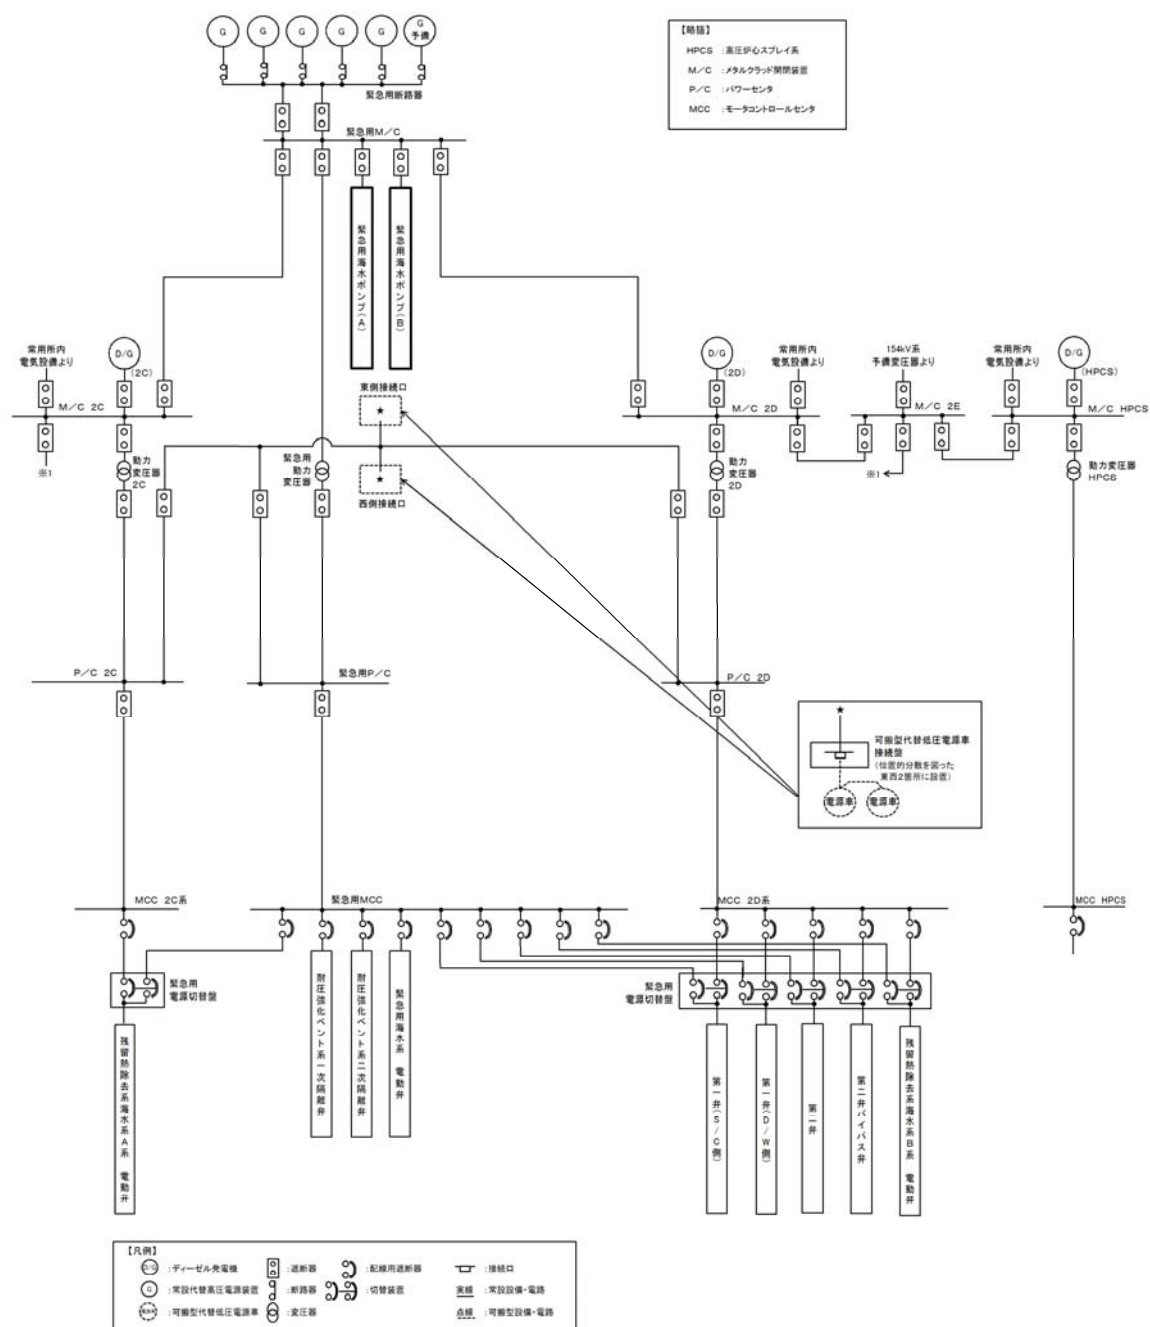 G
G
G
G
G
G
予備
緊急用断路器
緊急用M/C
【略語】
HPCS :高圧炉心スプレイ系
M/C :メタルクラッド開閉装置
P/C :パワーセンタ
MCC :モータコントロールセンタ
緊急用海水ポンプ(A)
緊急用海水ポンプ(B)
常用所内
電気設備より
D/G
(2C)
M/C 2C
※1
動力
変圧器
2C
緊急用
動力
変圧器
東側接続口
★
★
西側接続口
D/G
(2D)
M/C 2D
動力
変圧器
2D
常用所内
電気設備より
154kV系
予備変圧器より
M/C 2E
※1
常用所内
電気設備より
D/G
(HPCS)
M/C HPCS
動力変圧器
HPCS
P/C 2C
緊急用P/C
P/C 2D
★
可搬型代替低圧電源車
接続盤
(位置的分散を図った
東西2箇所に設置)
電源車
電源車
MCC 2C系
緊急用MCC
MCC 2D系
MCC HPCS
緊急用
電源切替盤
緊急用
電源切替盤
残留熱除去系海水系A系 電動弁
耐圧強化ベント系一次隔離弁
耐圧強化ベント系二次隔離弁
緊急用海水系 電動弁
第一弁(S/C側)
第一弁(D/W側)
第二弁
第二弁バイパス弁
残留熱除去系海水系B系 電動弁
【凡例】
D/G :ディーゼル発電機
:遮断器
:配線用遮断器
:接続口
G :常設代替高圧電源装置
:断路器
:切替装置
実線 :常設設備・電路
電源車 :可搬型代替低圧電源車
:変圧器
点線 :可搬型設備・電路